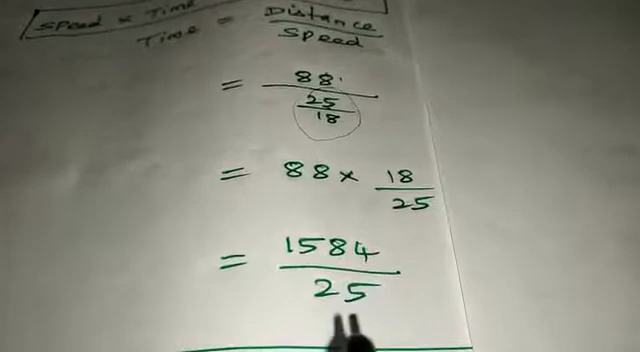 Speed × Time
Time = Distance / Speed
= 88 / 25/18
= 88 × 18/25
= 1584/25